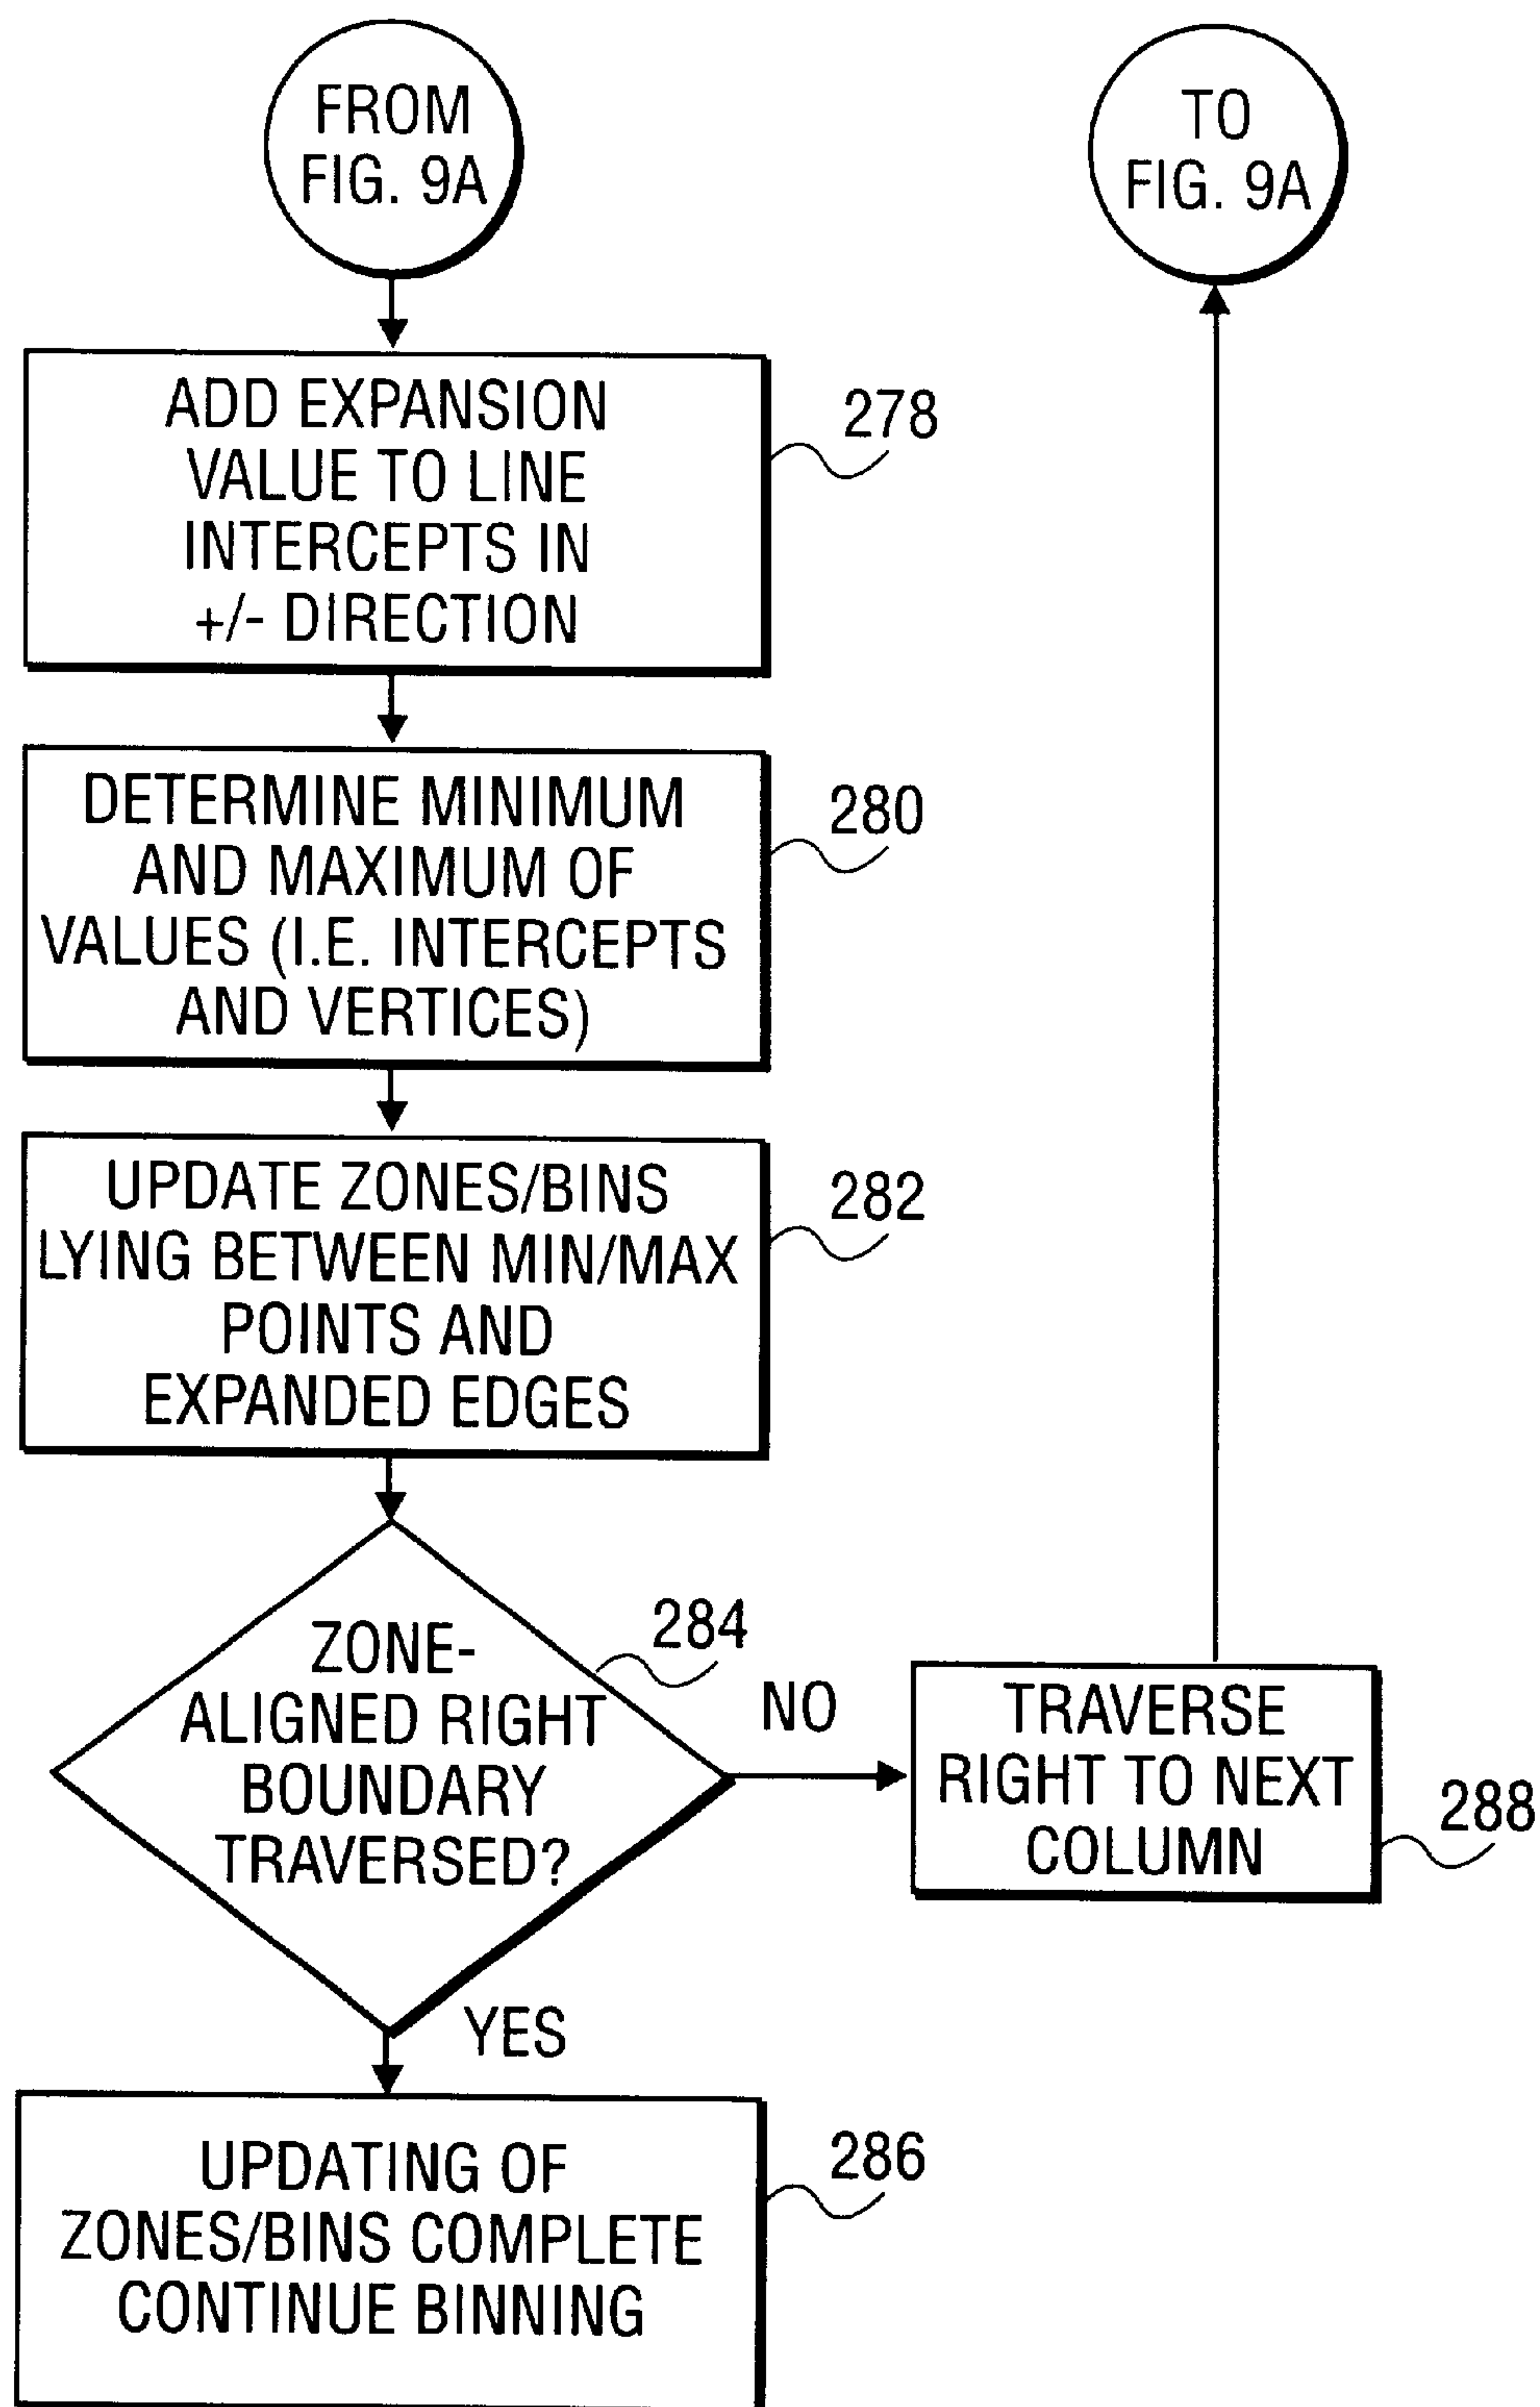 FROM
FIG. 9A
TO
FIG. 9A
ADD EXPANSION
VALUE TO LINE
INTERCEPTS IN
+/- DIRECTION
278
DETERMINE MINIMUM
AND MAXIMUM OF
VALUES (I.E. INTERCEPTS
AND VERTICES)
280
UPDATE ZONES/BINS
LYING BETWEEN MIN/MAX
POINTS AND
EXPANDED EDGES
282
ZONE-
ALIGNED RIGHT
BOUNDARY
TRAVERSED?
284
NO
TRAVERSE
RIGHT TO NEXT
COLUMN
288
YES
UPDATING OF
ZONES/BINS COMPLETE
CONTINUE BINNING
286